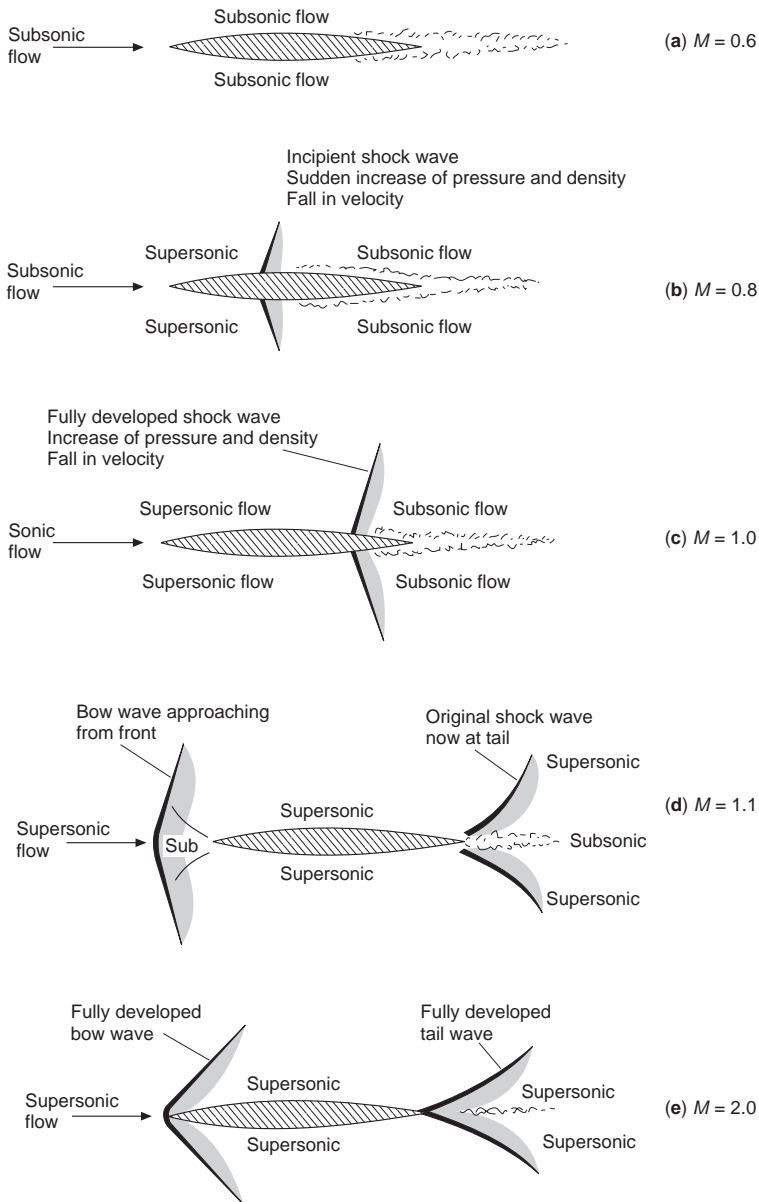 Subsonic flow
Subsonic
flow
Subsonic flow
(a) M = 0.6
Incipient shock wave
Sudden increase of pressure and density
Fall in velocity
Supersonic
Subsonic flow
Subsonic
flow
Supersonic
Subsonic flow
(b) M = 0.8
Fully developed shock wave
Increase of pressure and density
Fall in velocity
Supersonic flow
Subsonic flow
Sonic
flow
Supersonic flow
Subsonic flow
(c) M = 1.0
Bow wave approaching
from front
Original shock wave
now at tail
Supersonic
Supersonic
Supersonic
flow
Sub
Subsonic
Supersonic
Supersonic
(d) M = 1.1
Fully developed
bow wave
Fully developed
tail wave
Supersonic
Supersonic
Supersonic
flow
Supersonic
Supersonic
(e) M = 2.0